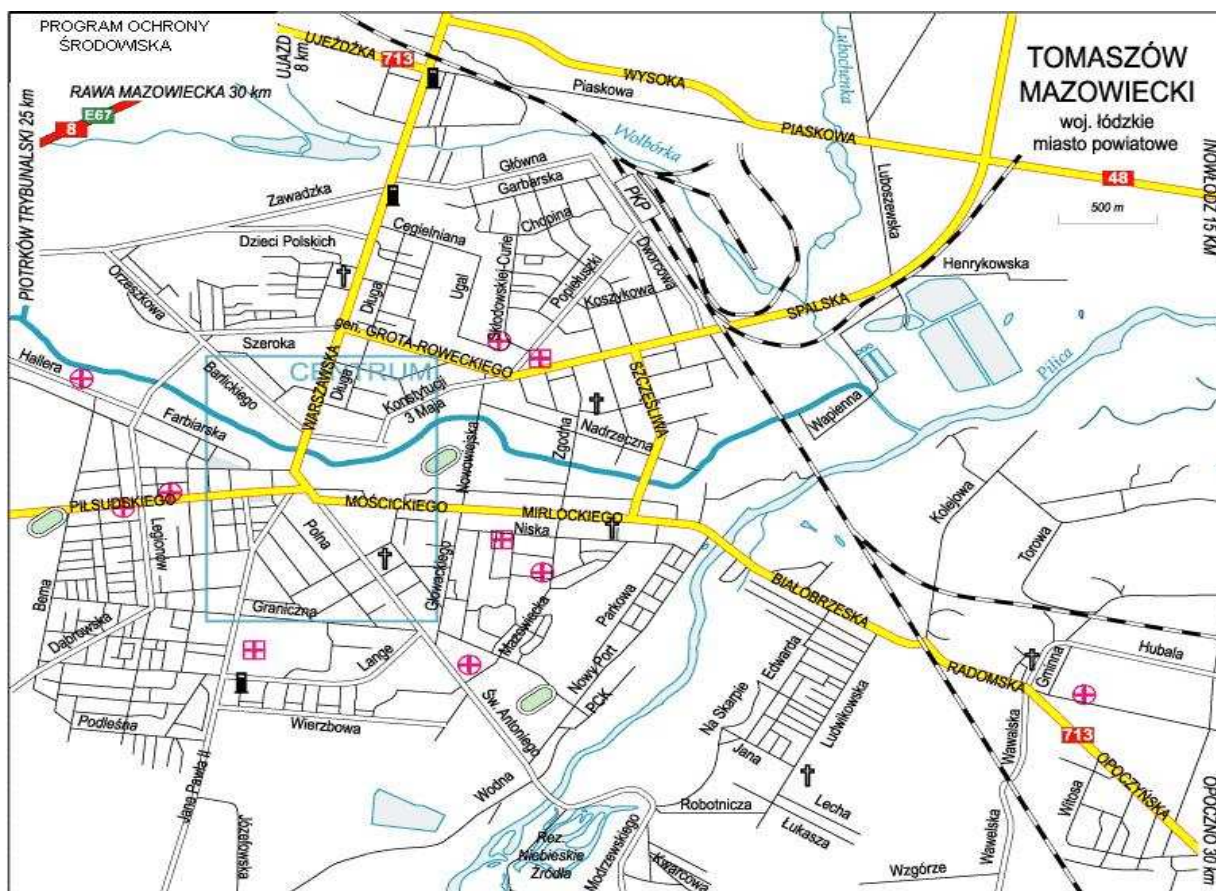 PROGRAM OCHRONY
ŚRODOWISKA
TOMASZÓW
MAZOWIECKI
woj. łódzkie
miasto powiatowe
UJEŹDŹKA
713
UJAZD
8 km
WYSOKA
Piaskowa
PIASKOWA
Lubochenka
RAWA MAZOWIECKA 30 km
E67
8
PIOTRKÓW TRYBUNALSKI 25 km
INOWŁÓDZ 15 KM
48
500 m
Wolbórka
Główna
Garbarska
Zawadzka
PKP
Luboszewska
Chopina
Cegielniana
Dzieci Polskich
Ugal
Skłodowskiej-Curie
Popiełuszki
Dworcowa
Koszykowa
Henrykowska
Orzeszkowa
Długa
gen. GROTA-ROWECKIEGO
SPALSKA
Szeroka
Hallera
CENTRUM
WARSZAWSKA
Długa
Barlickiego
Konstytucji
3 Maja
SZCZĘŚLIWA
Pilica
Farbiarska
Nadrzeczna
Zgodna
Wapienna
Nowowiejska
PIŁSUDSKIEGO
MOŚCICKIEGO
MIRLOCKIEGO
Niska
Kolejowa
Torowa
Legionów
Polna
Głowackiego
Bema
Graniczna
Mazowiecka
Parkowa
BIAŁOBRZESKA
Dąbrowska
Lange
Nowy Port
PCK
Edwarda
Na Skarpie
Ludwikowska
RADOMSKA
Gminna
Hubala
Podleśna
Wierzbowa
Św. Antoniego
Jana
Wawalska
713
OPOCZYŃSKA
Jana Pawła II
Wodna
Robotnicza
Lecha
Łukasza
Witosa
Józefowska
Rez.
Niebieskie
Źródła
Modrzewskiego
Kwarcowa
Wzgórze
Wawelska
OPOCZNO 30 km